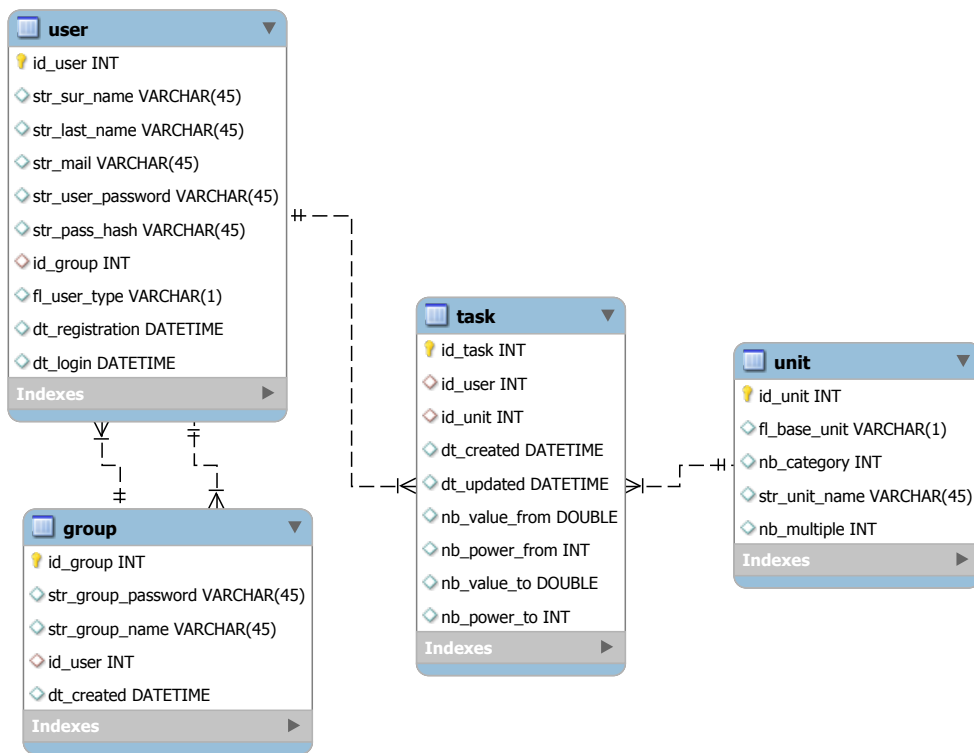 user
id_user INT
str_sur_name VARCHAR(45)
str_last_name VARCHAR(45)
str_mail VARCHAR(45)
str_user_password VARCHAR(45)
str_pass_hash VARCHAR(45)
id_group INT
fl_user_type VARCHAR(1)
dt_registration DATETIME
dt_login DATETIME
Indexes
group
id_group INT
str_group_password VARCHAR(45)
str_group_name VARCHAR(45)
id_user INT
dt_created DATETIME
Indexes
task
id_task INT
id_user INT
id_unit INT
dt_created DATETIME
dt_updated DATETIME
nb_value_from DOUBLE
nb_power_from INT
nb_value_to DOUBLE
nb_power_to INT
Indexes
unit
id_unit INT
fl_base_unit VARCHAR(1)
nb_category INT
str_unit_name VARCHAR(45)
nb_multiple INT
Indexes